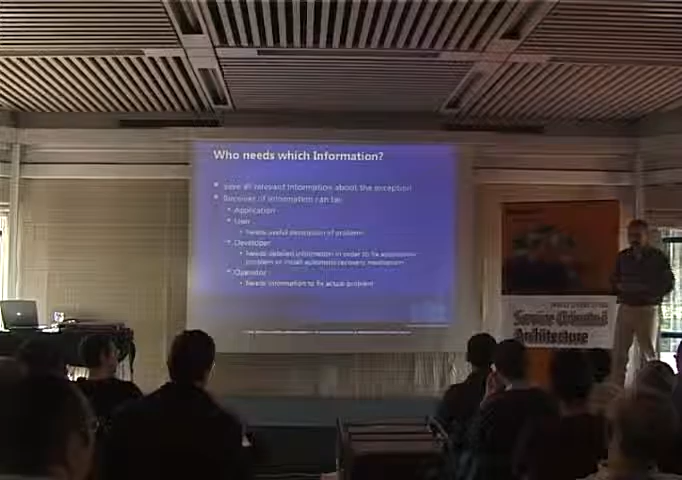 Who needs which Information?
Save all relevant information about the exception
Receiver of information can be:
Application
User
Needs useful description of problem
Developer
Needs detailed information in order to fix
problem or install automatic recovery mechanism
Operator
Needs information to fix actual problem
Service-Oriented
Architecture